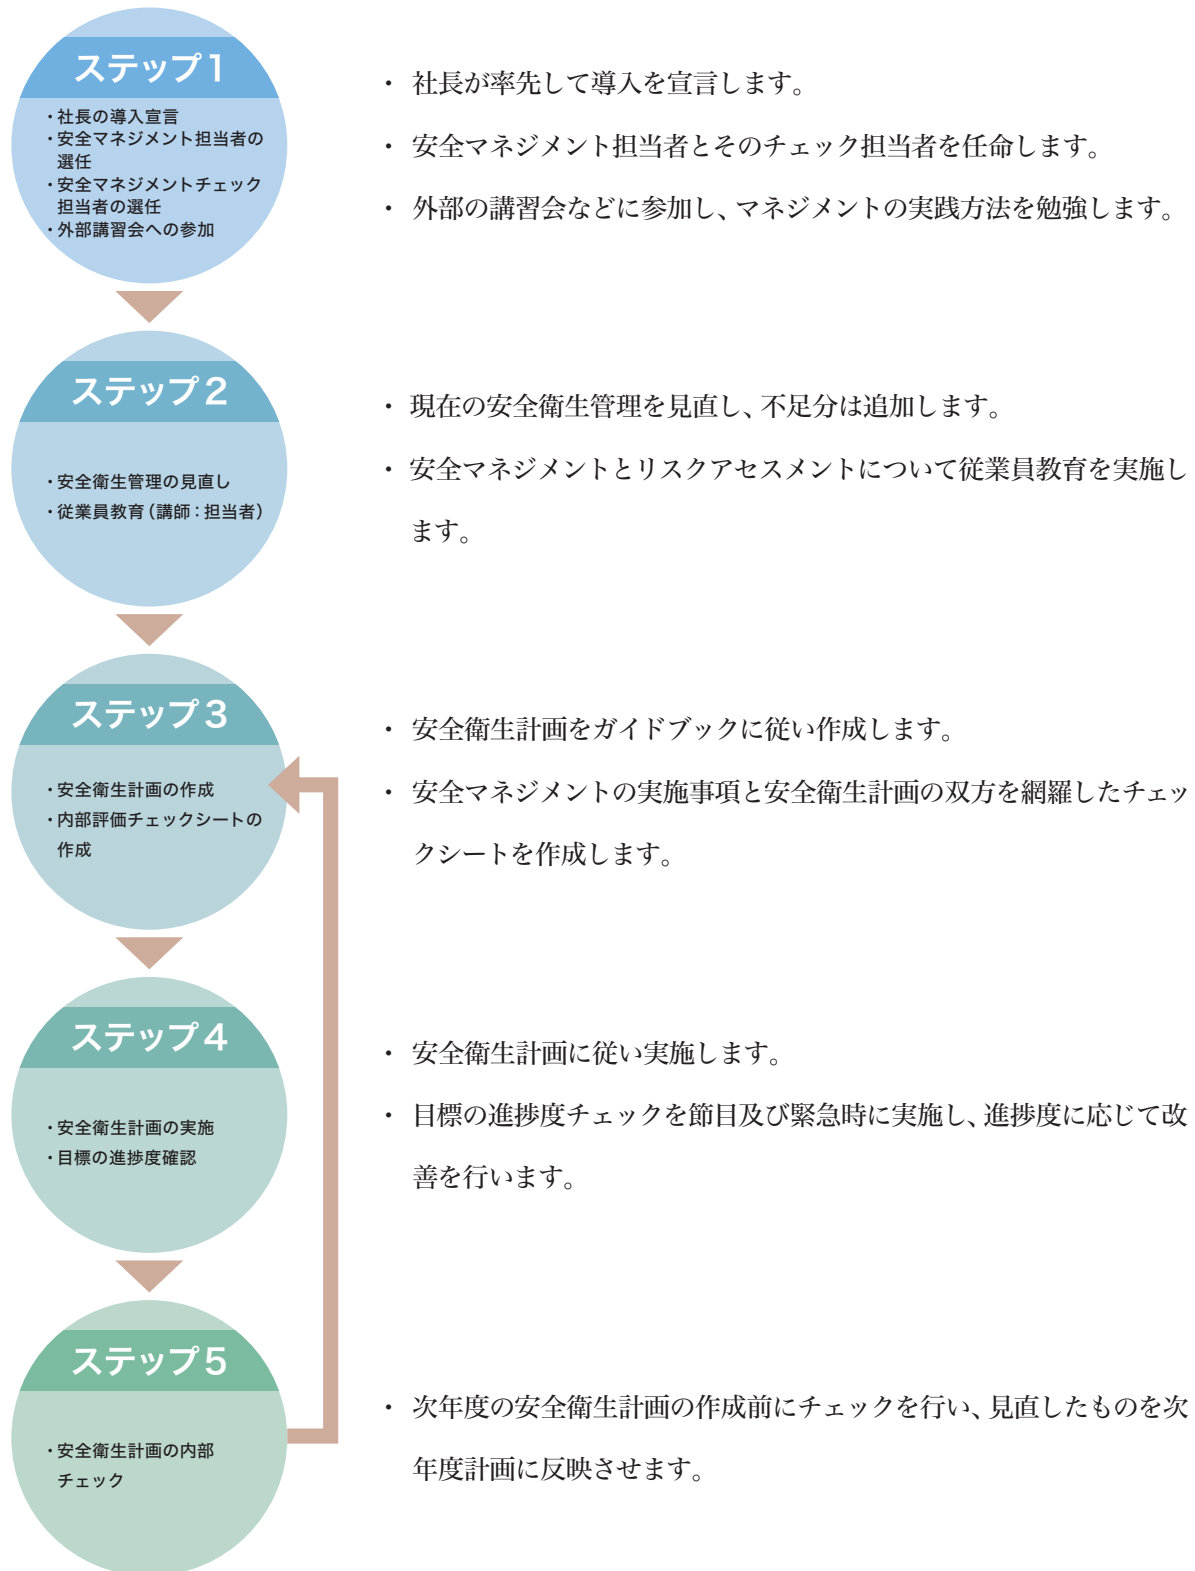 ステップ1
・社長の導入宣言
・安全マネジメント担当者の
選任
・安全マネジメントチェック
担当者の選任
・外部講習会への参加
・ 社長が率先して導入を宣言します。
・ 安全マネジメント担当者とそのチェック担当者を任命します。
・ 外部の講習会などに参加し、マネジメントの実践方法を勉強します。
ステップ2
・安全衛生管理の見直し
・従業員教育（講師：担当者）
・ 現在の安全衛生管理を見直し、不足分は追加します。
・ 安全マネジメントとリスクアセスメントについて従業員教育を実施し
ます。
ステップ3
・安全衛生計画の作成
・内部評価チェックシートの
作成
・ 安全衛生計画をガイドブックに従い作成します。
・ 安全マネジメントの実施事項と安全衛生計画の双方を網羅したチェッ
クシートを作成します。
ステップ4
・安全衛生計画の実施
・目標の進捗度確認
・ 安全衛生計画に従い実施します。
・ 目標の進捗度チェックを節目及び緊急時に実施し、進捗度に応じて改
善を行います。
ステップ5
・安全衛生計画の内部
チェック
・ 次年度の安全衛生計画の作成前にチェックを行い、見直したものを次
年度計画に反映させます。